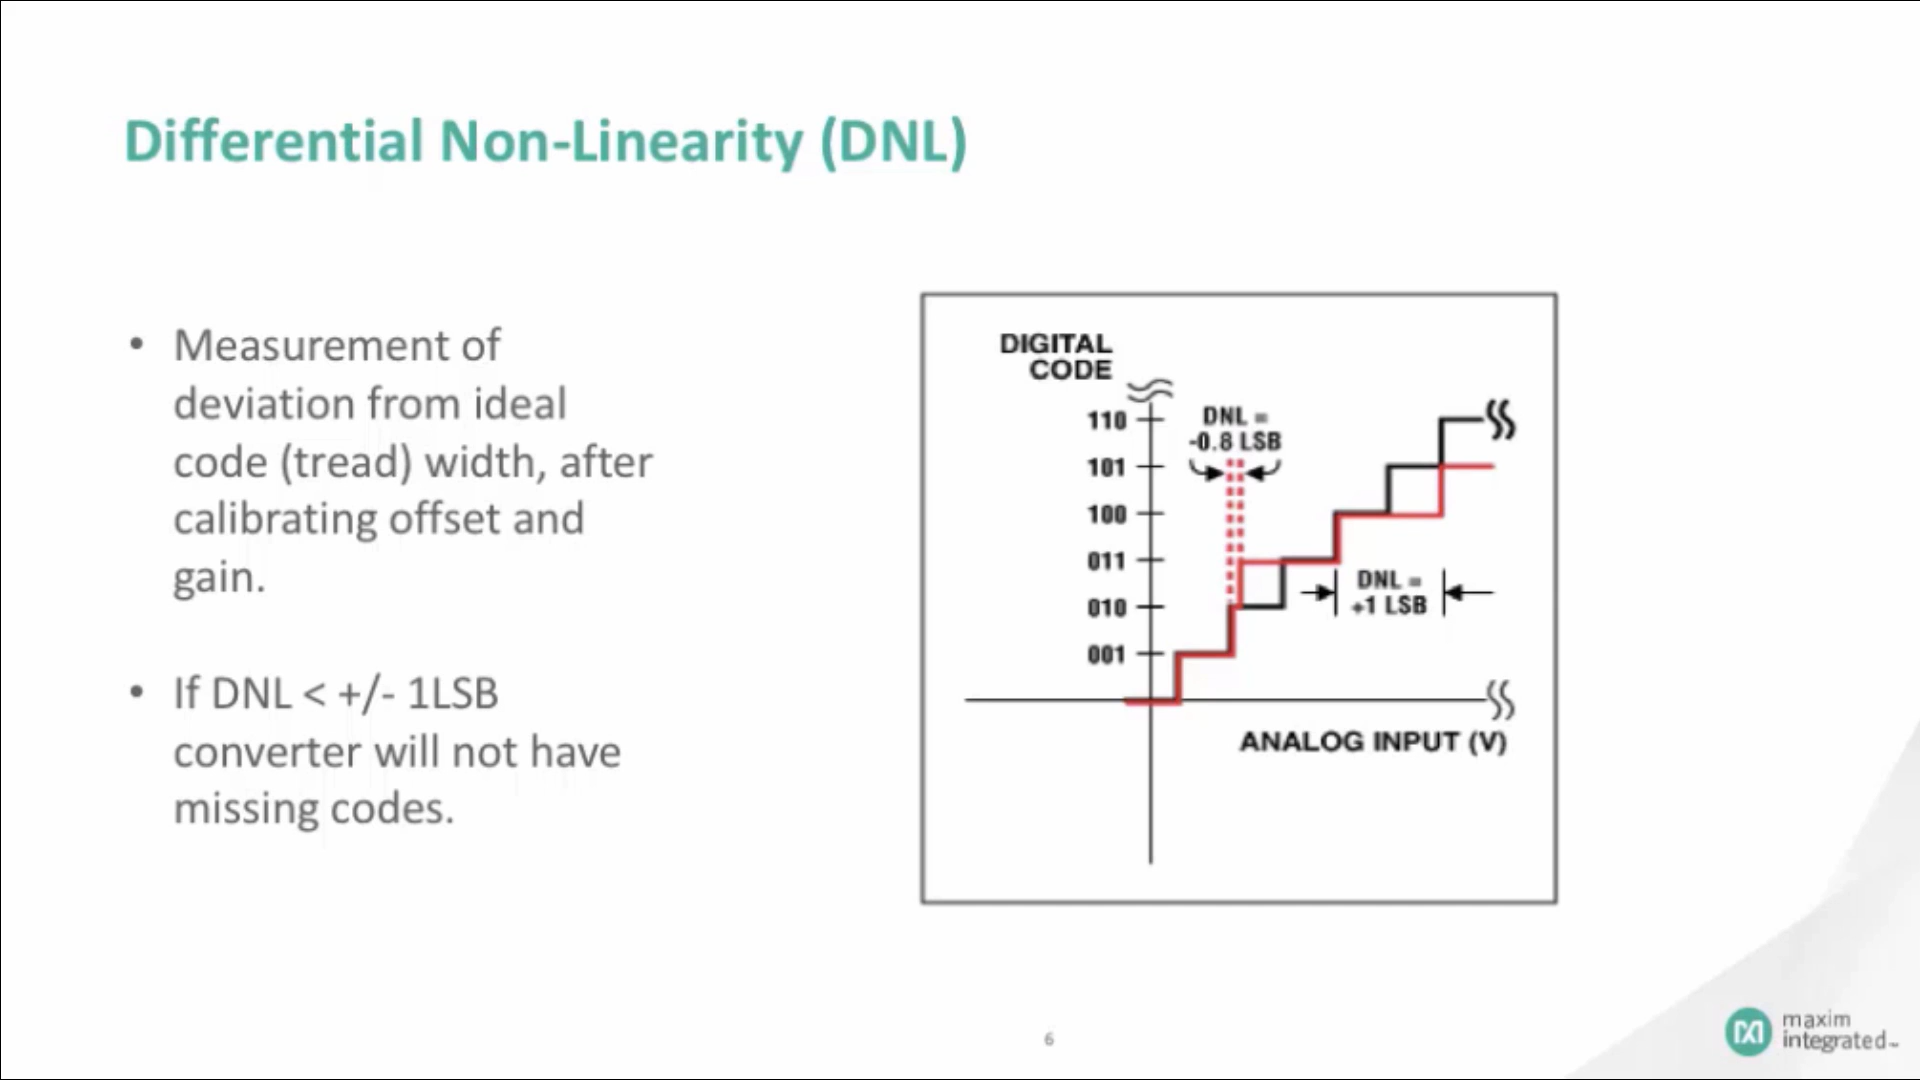 Differential Non-Linearity (DNL)
• Measurement of
deviation from ideal
code (tread) width, after
calibrating offset and
gain.
• If DNL < +/- 1LSB
converter will not have
missing codes.
DIGITAL
CODE
110
101
100
011
010
001
DNL =
-0.8 LSB
DNL =
+1 LSB
ANALOG INPUT (V)
6
maxim
integrated™